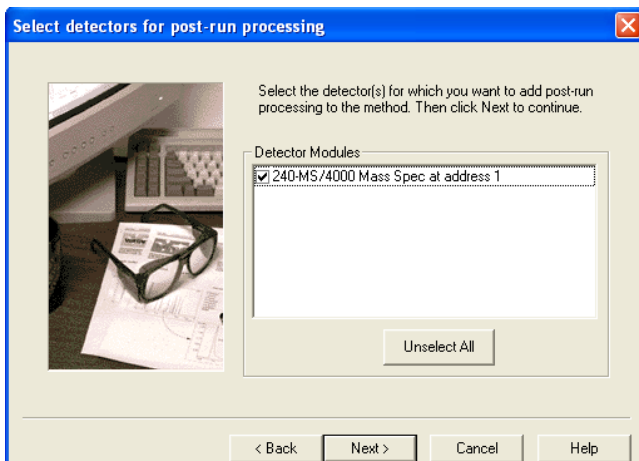 Select detectors for post-run processing
Select the detector(s) for which you want to add post-run
processing to the method. Then click Next to continue.
Detector Modules
240-MS/4000 Mass Spec at address 1
Unselect All
< Back
Next >
Cancel
Help